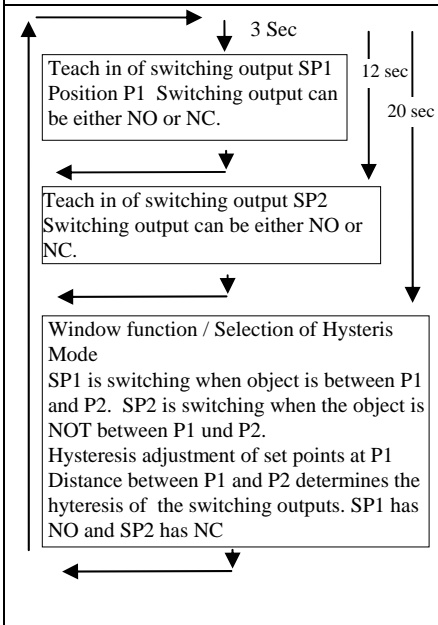 3 Sec
Teach in of switching output SP1
Position P1 Switching output can
be either NO or NC.
12 sec
20 sec
Teach in of switching output SP2
Switching output can be either NO or
NC.
Window function / Selection of Hysteris
Mode
SP1 is switching when object is between P1
and P2. SP2 is switching when the object is
NOT between P1 und P2.
Hysteresis adjustment of set points at P1
Distance between P1 and P2 determines the
hyteresis of the switching outputs. SP1 has
NO and SP2 has NC